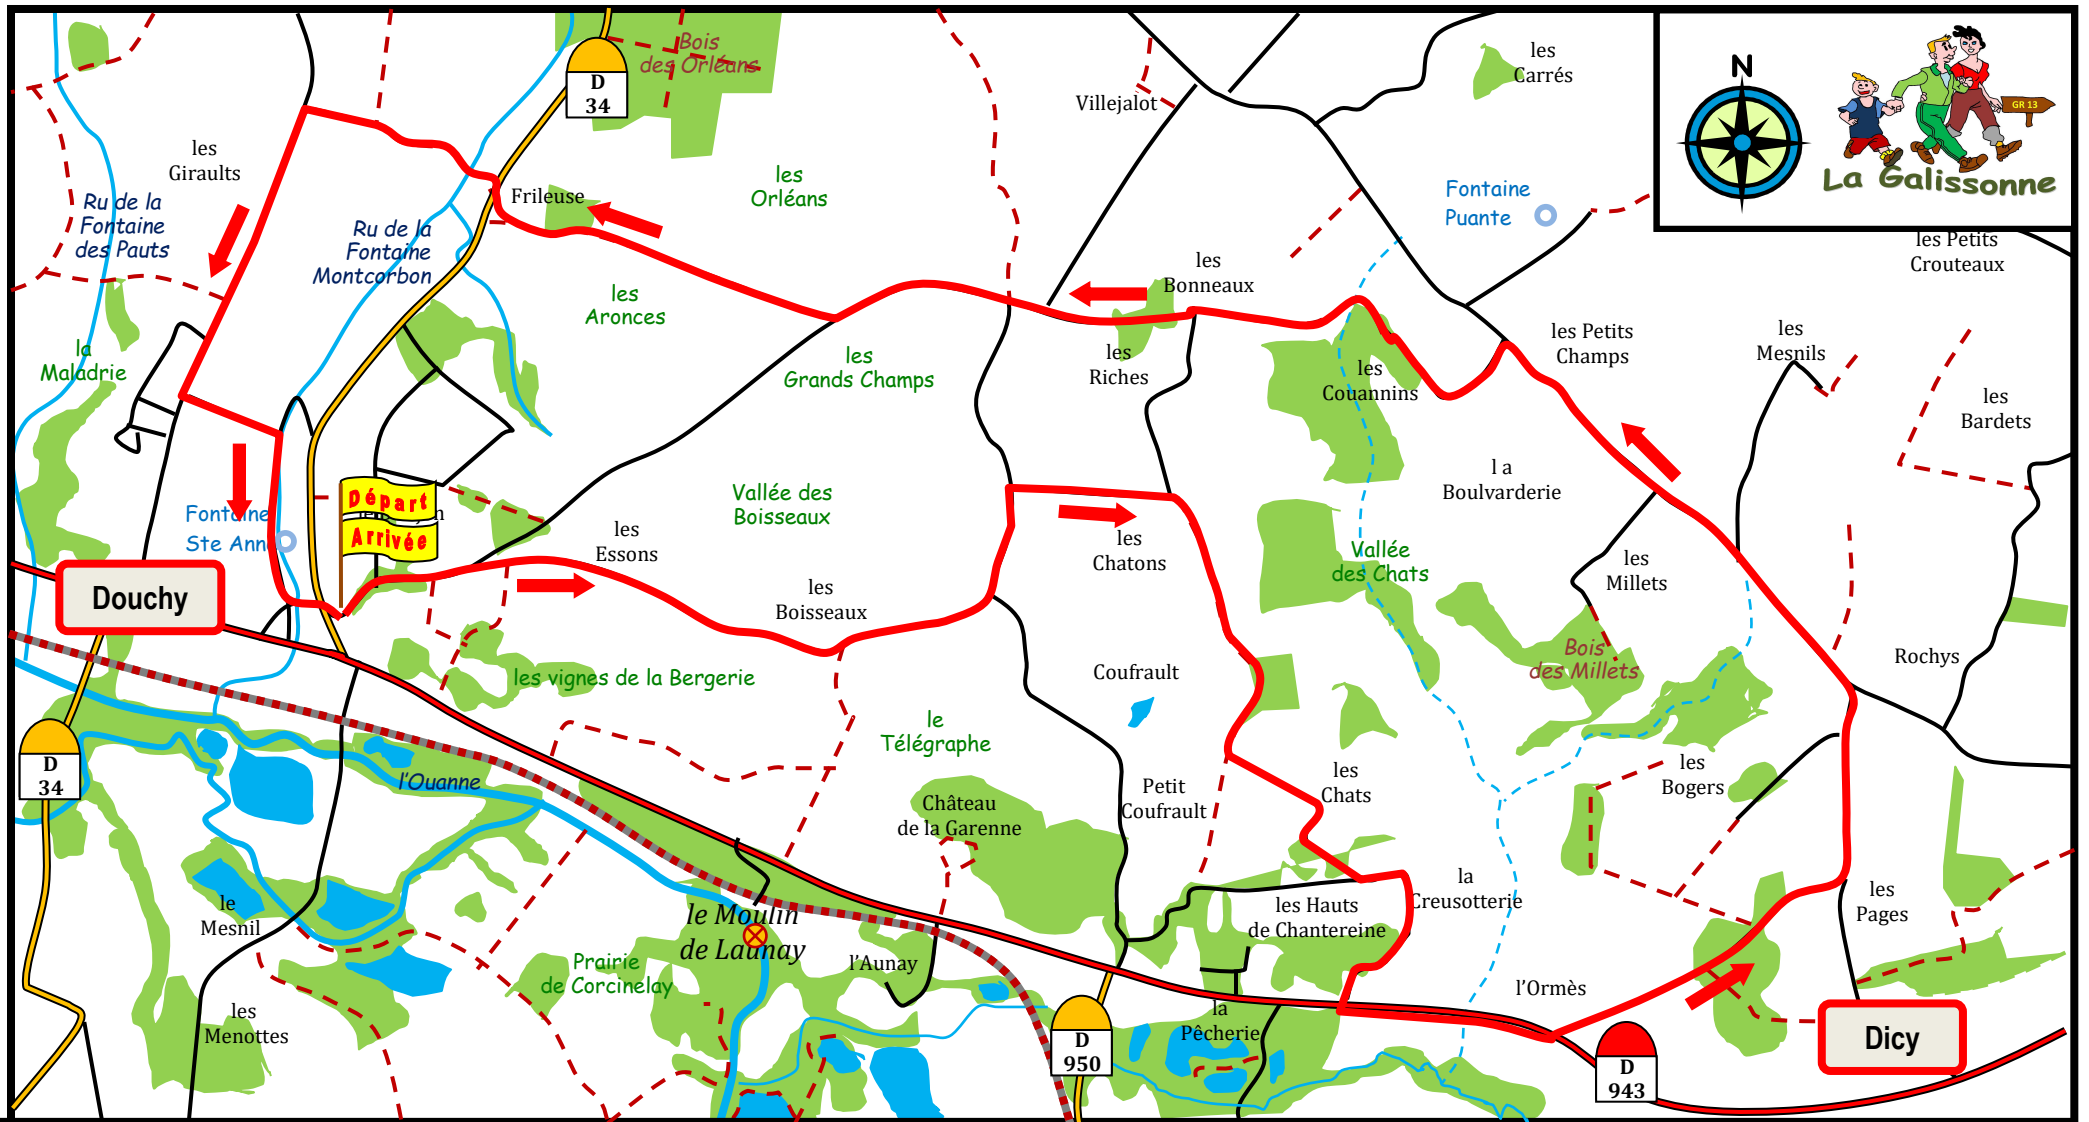 Bois
des Orléans
D
34
les
Carrés
Villejalot
N
GR 13
La Galissonne
les
Giraults
Ru de la
Fontaine
des Pauts
Ru de la
Fontaine
Montcorbon
Frileuse
les
Orléans
Fontaine
Puante
les Petits
Crouteaux
les
Aronces
les
Bonneaux
la
Maladrie
les
Grands Champs
les
Riches
les
Couannins
les Petits
Champs
les
Mesnils
les
Bardets
l a
Boulvarderie
Départ
Arrivée
Fontaine
Ste Ann
Vallée des
Boisseaux
les
Essons
les
Chatons
Vallée
des Chats
les
Millets
les
Boisseaux
Douchy
Bois
des Millets
Rochys
les vignes de la Bergerie
Coufrault
le
Télégraphe
D
34
l'Ouanne
Château
de la Garenne
Petit
Coufrault
les
Chats
les
Bogers
le
Mesnil
le Moulin
de Launay
les Hauts
de Chantereine
la
Creusotterie
les
Pages
l'Aunay
Prairie
de Corcinelay
l'Ormès
les
Menottes
la
Pêcherie
D
950
D
943
Dicy